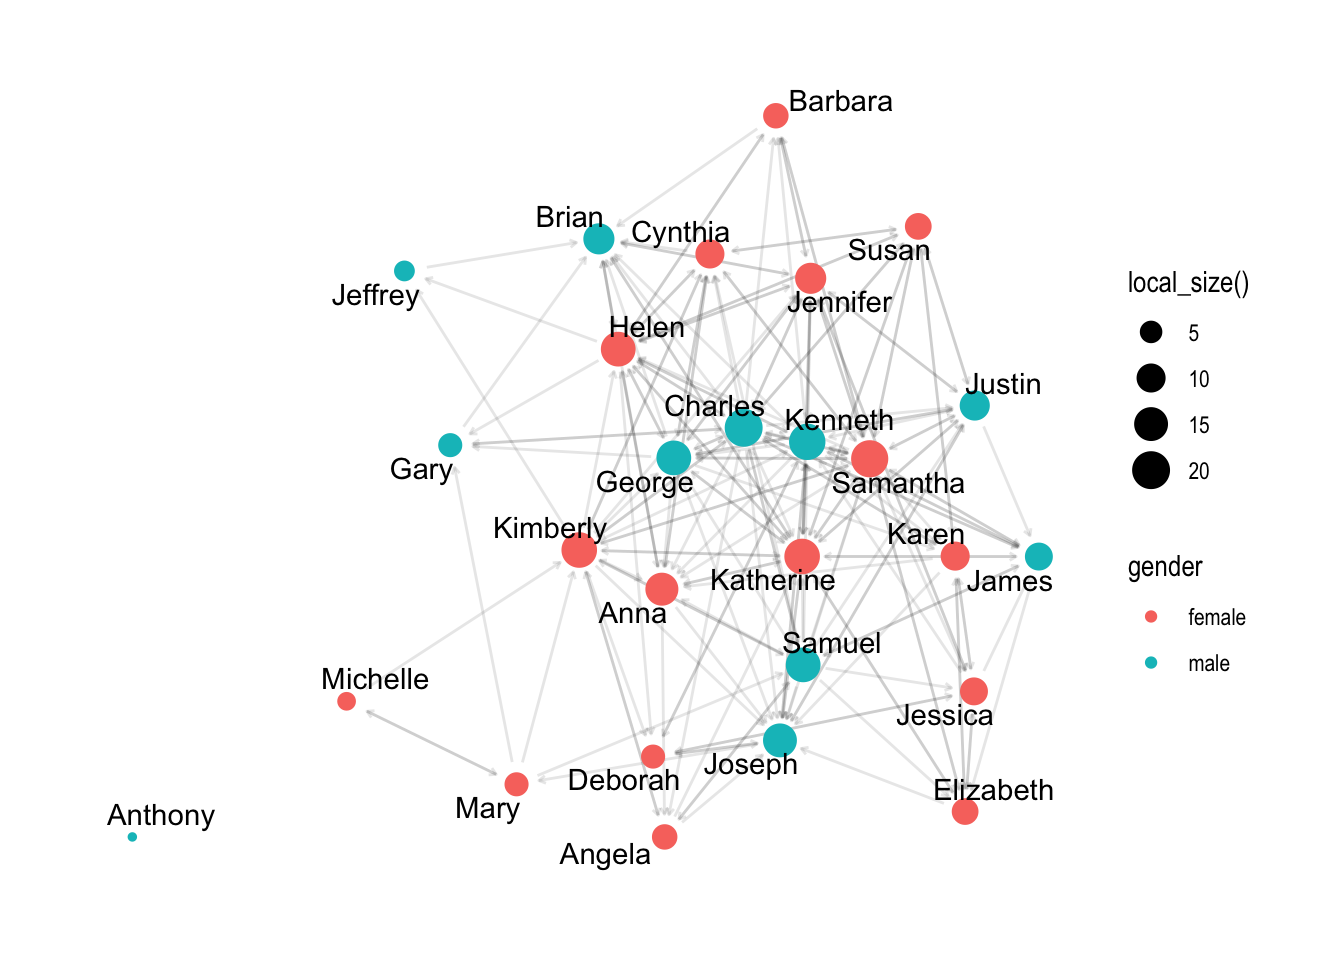 Barbara
Brian
Cynthia
Susan
Jeffrey
Jennifer
Helen
Justin
Charles
Kenneth
Gary
George
Samantha
Kimberly
Karen
Katherine
James
Anna
Samuel
Michelle
Jessica
Joseph
Deborah
Elizabeth
Mary
Anthony
Angela
local_size()
5
10
15
20
gender
female
male